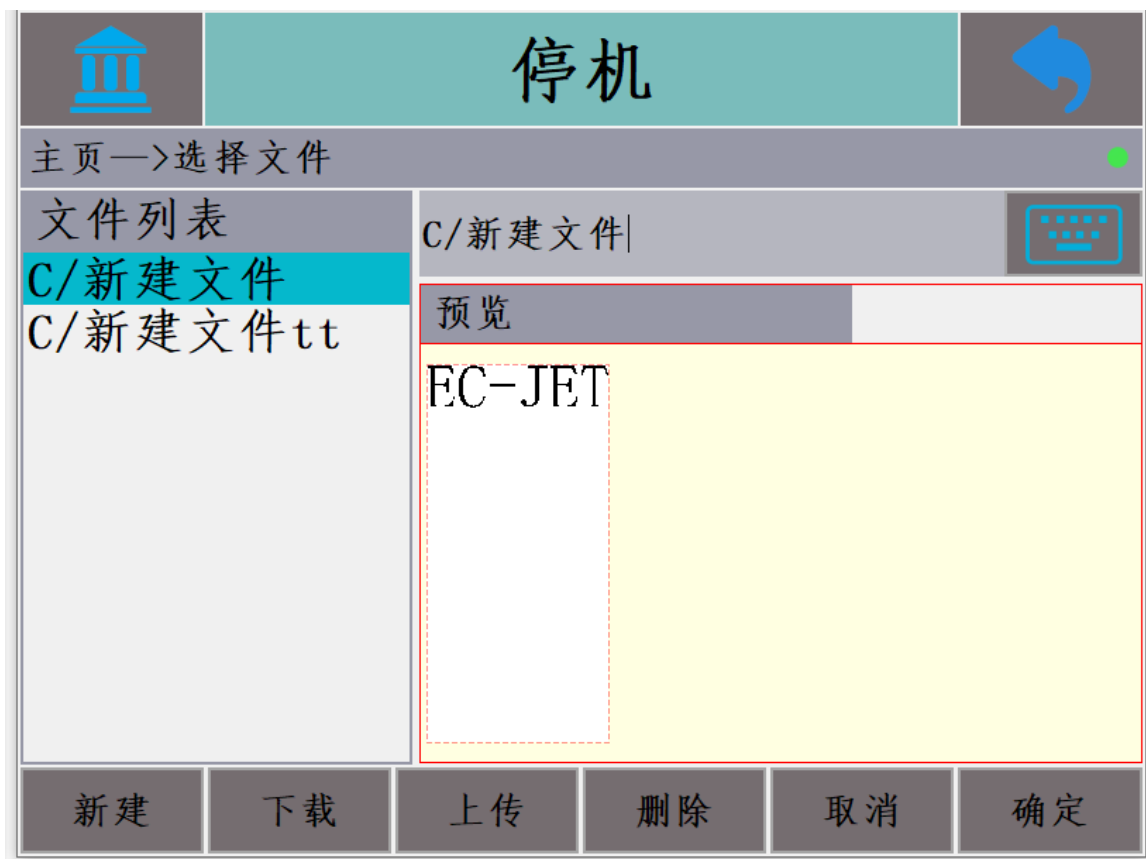 停机
主页—>选择文件
文件列表
C/新建文件
C/新建文件tt
C/新建文件
预览
EC-JET
新建 下载 上传 删除 取消 确定